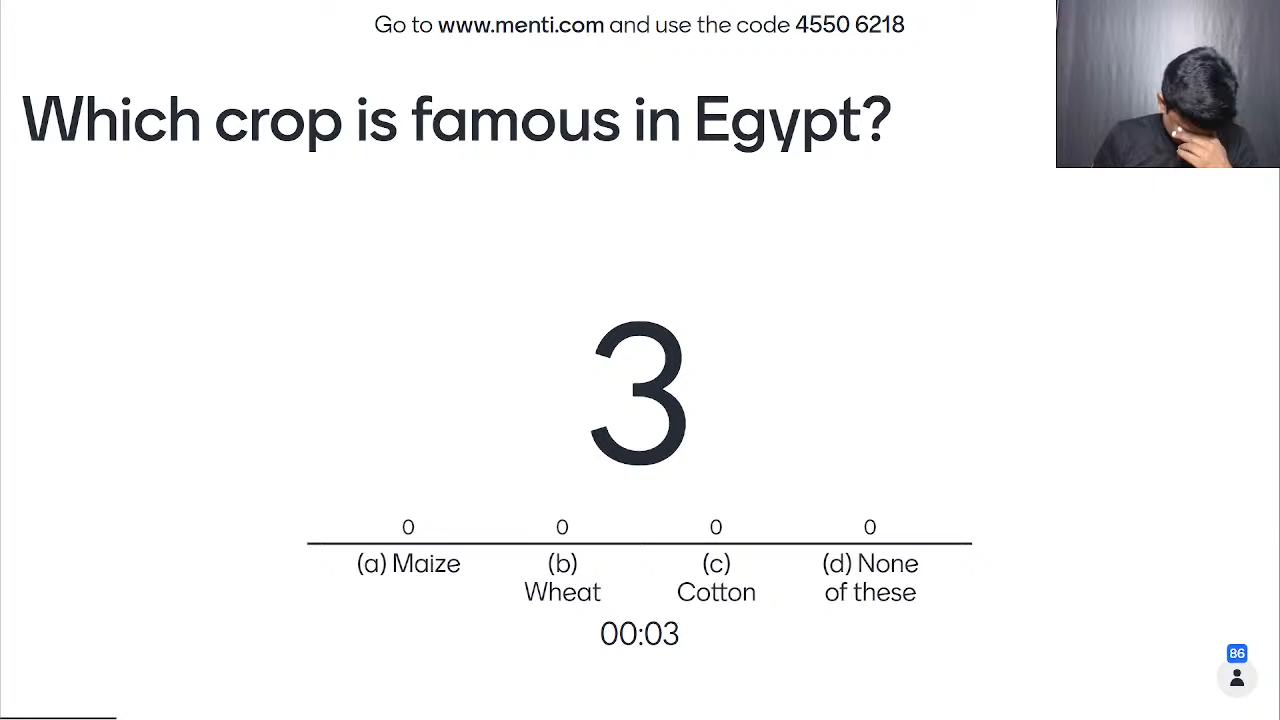 Go to www.menti.com and use the code 4550 6218
Which crop is famous in Egypt?
3
0 0 0 0
(a) Maize (b) (c) (d) None
Wheat Cotton of these
00:03
86